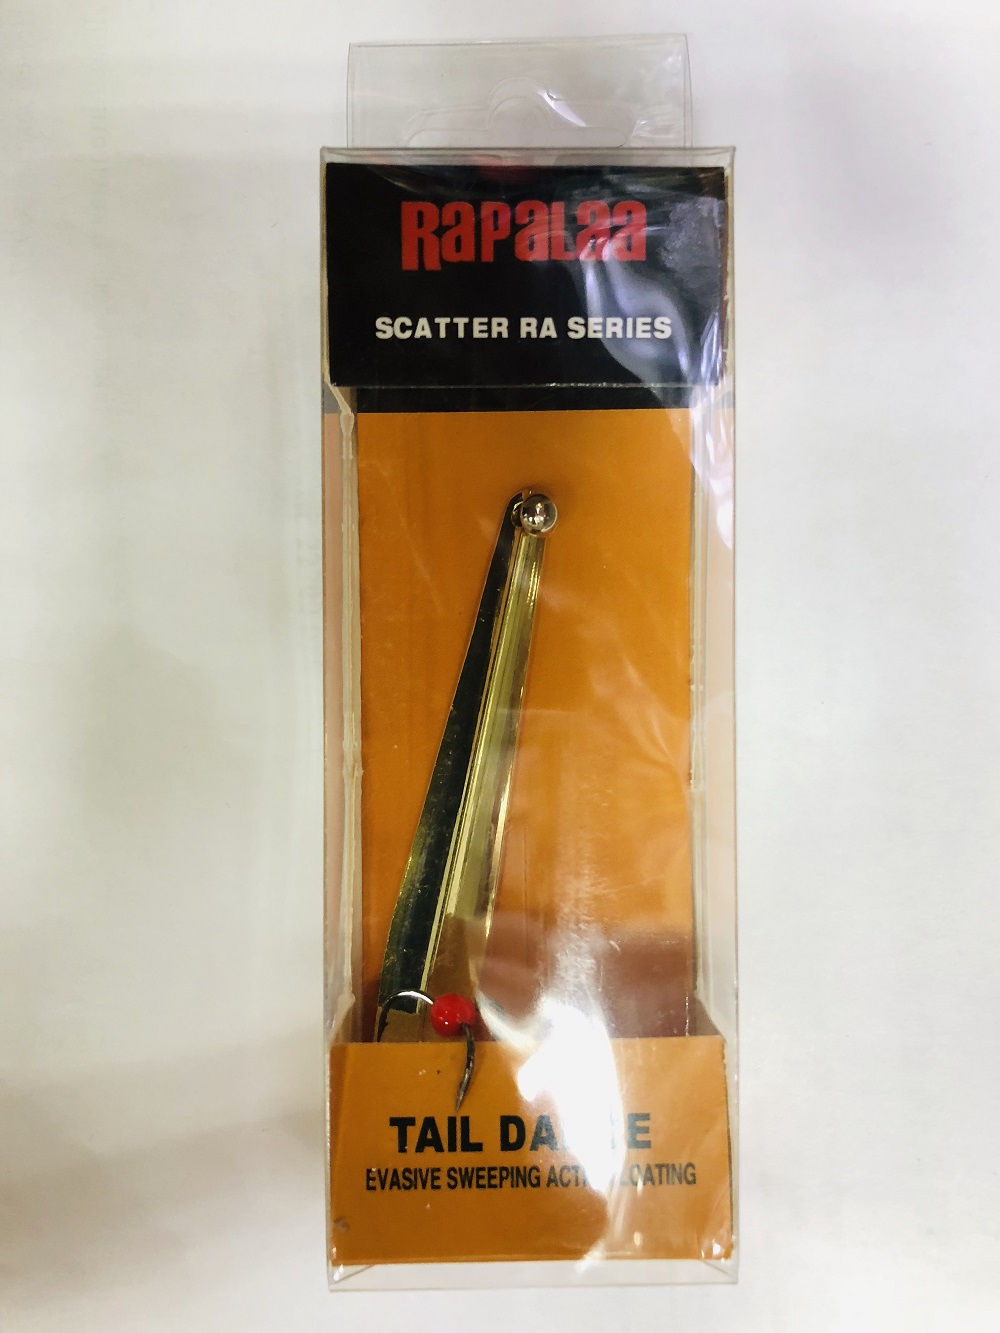 RAPALAA
SCATTER RA SERIES
TAIL
EVASIVE SWEEPING